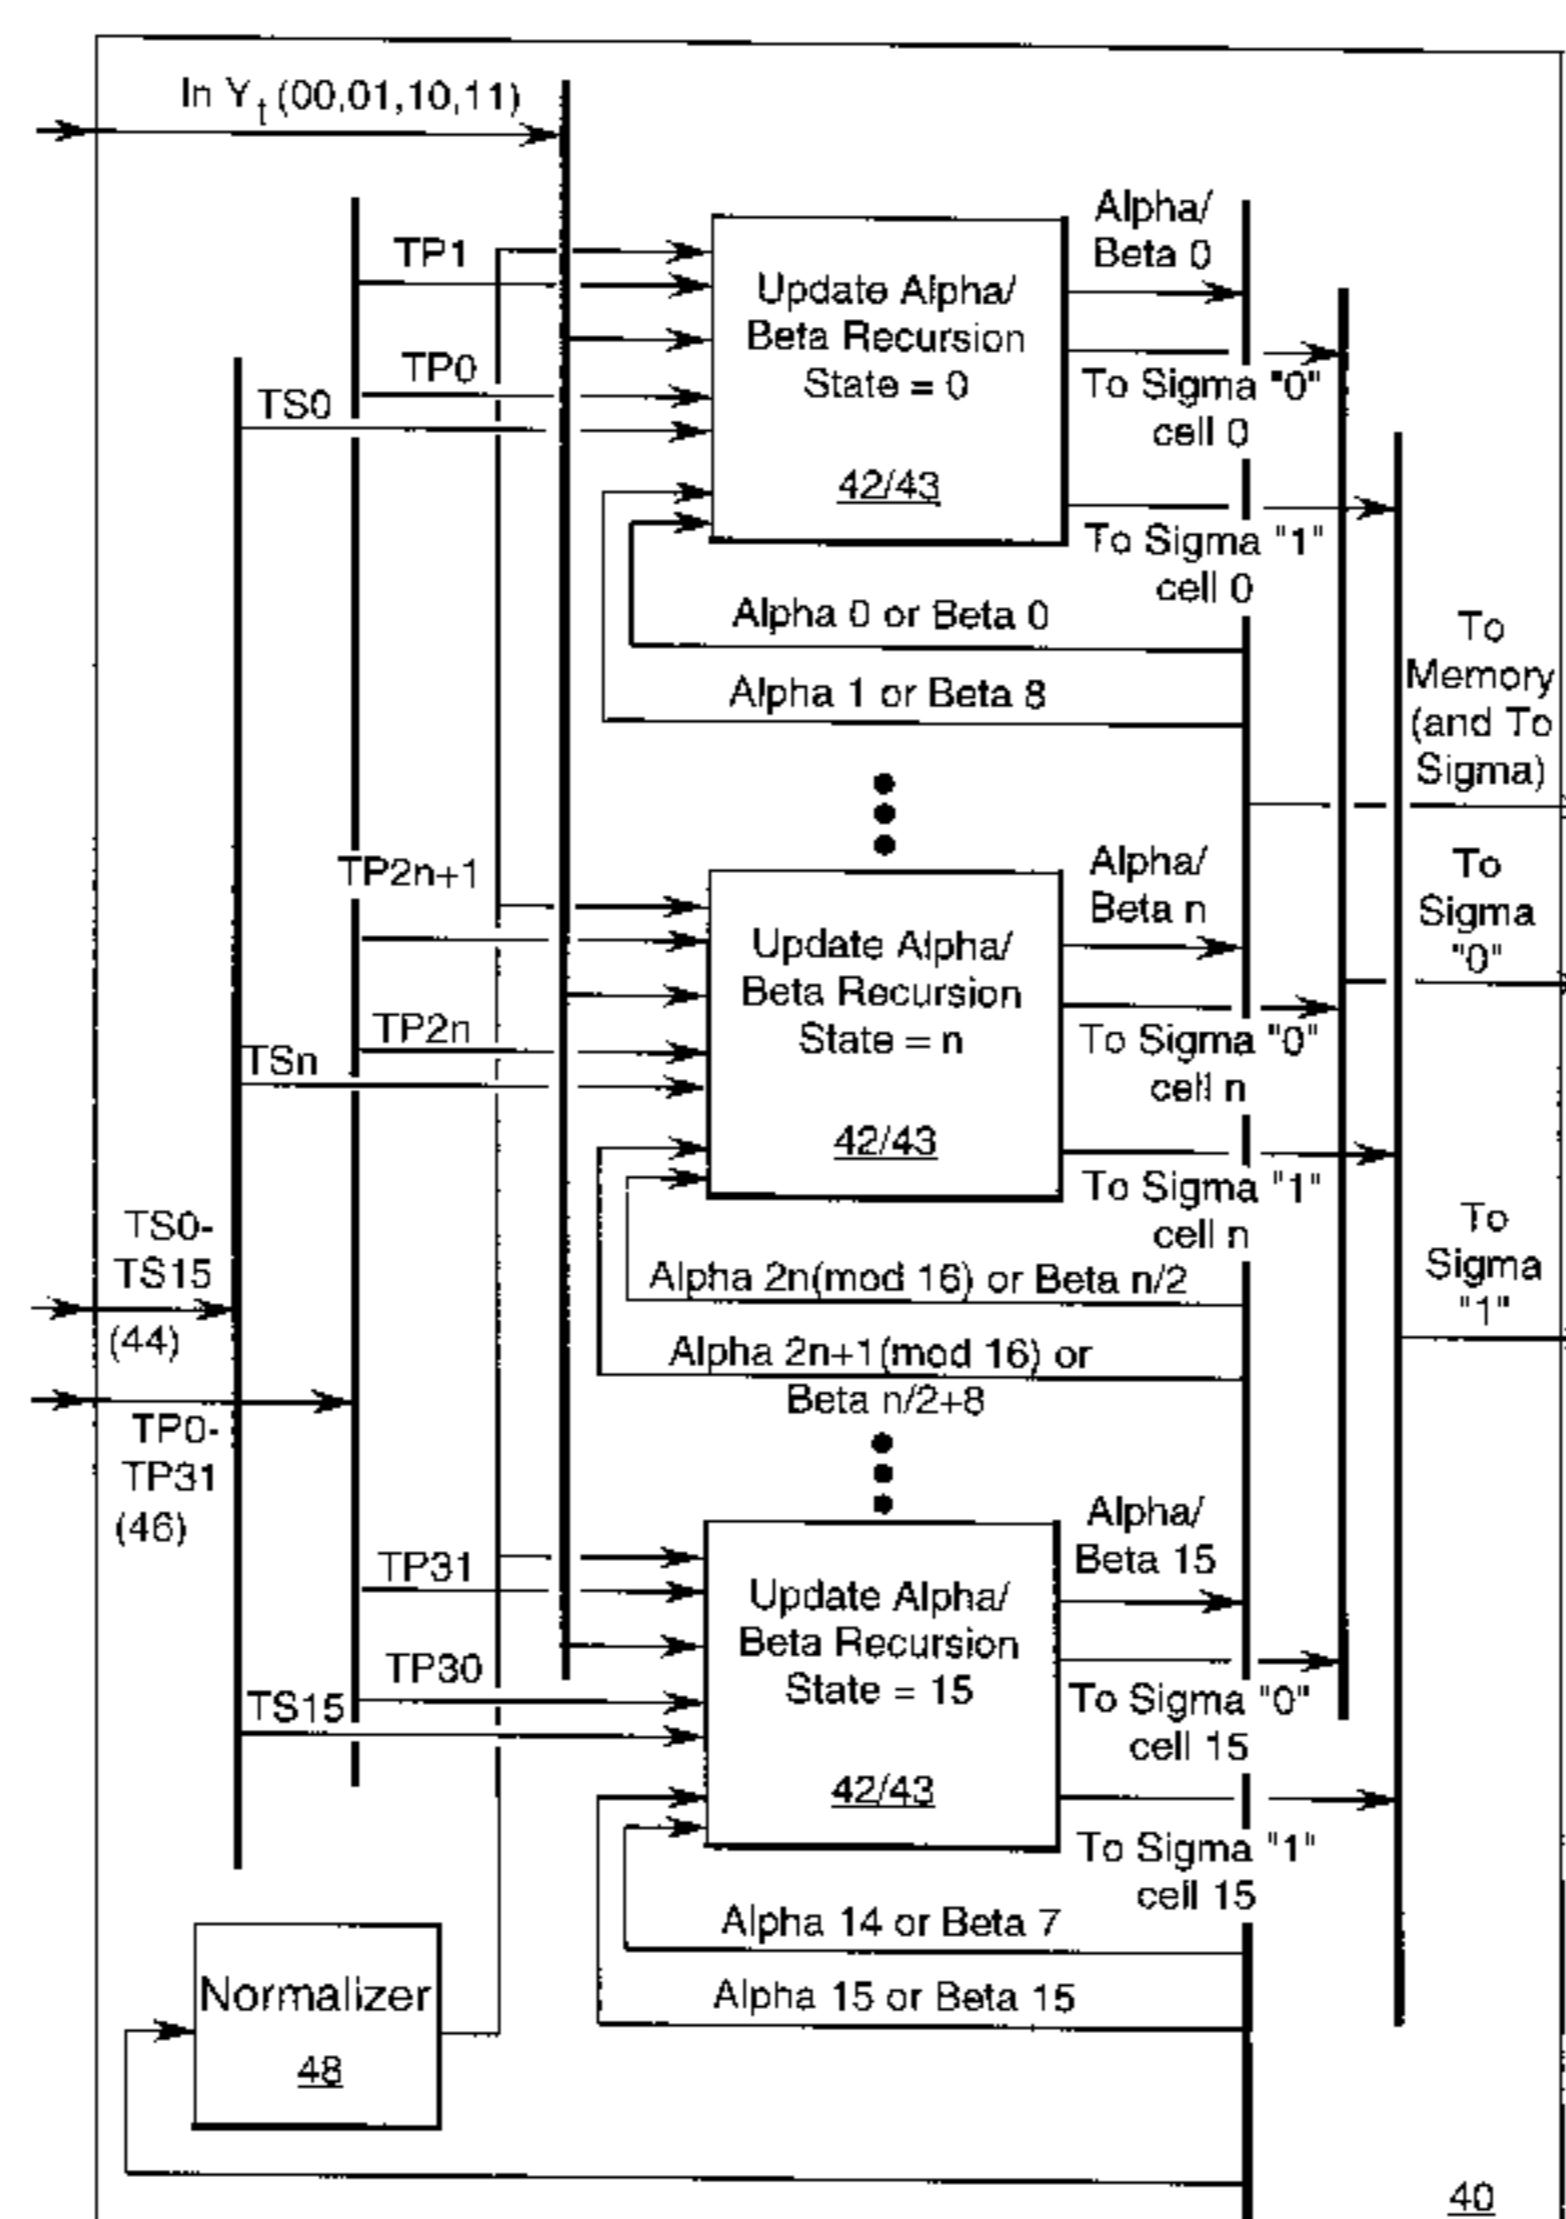 In Yt (00,01,10,11)
TP1
TP0
TS0
Update Alpha/
Beta Recursion
State = 0
42/43
Alpha/
Beta 0
To Sigma "0"
cell 0
To Sigma "1"
cell 0
Alpha 0 or Beta 0
Alpha 1 or Beta 8
To
Memory
(and To
Sigma)
TP2n+1
TP2n
TSn
Update Alpha/
Beta Recursion
State = n
42/43
Alpha/
Beta n
To Sigma "0"
cell n
To Sigma "1"
cell n
To
Sigma
"0"
Alpha 2n(mod 16) or Beta n/2
Alpha 2n+1(mod 16) or
Beta n/2+8
To
Sigma
"1"
TS0-
TS15
(44)
TP0-
TP31
(46)
TP31
TP30
TS15
Update Alpha/
Beta Recursion
State = 15
42/43
Alpha/
Beta 15
To Sigma "0"
cell 15
To Sigma "1"
cell 15
Alpha 14 or Beta 7
Alpha 15 or Beta 15
Normalizer
48
40